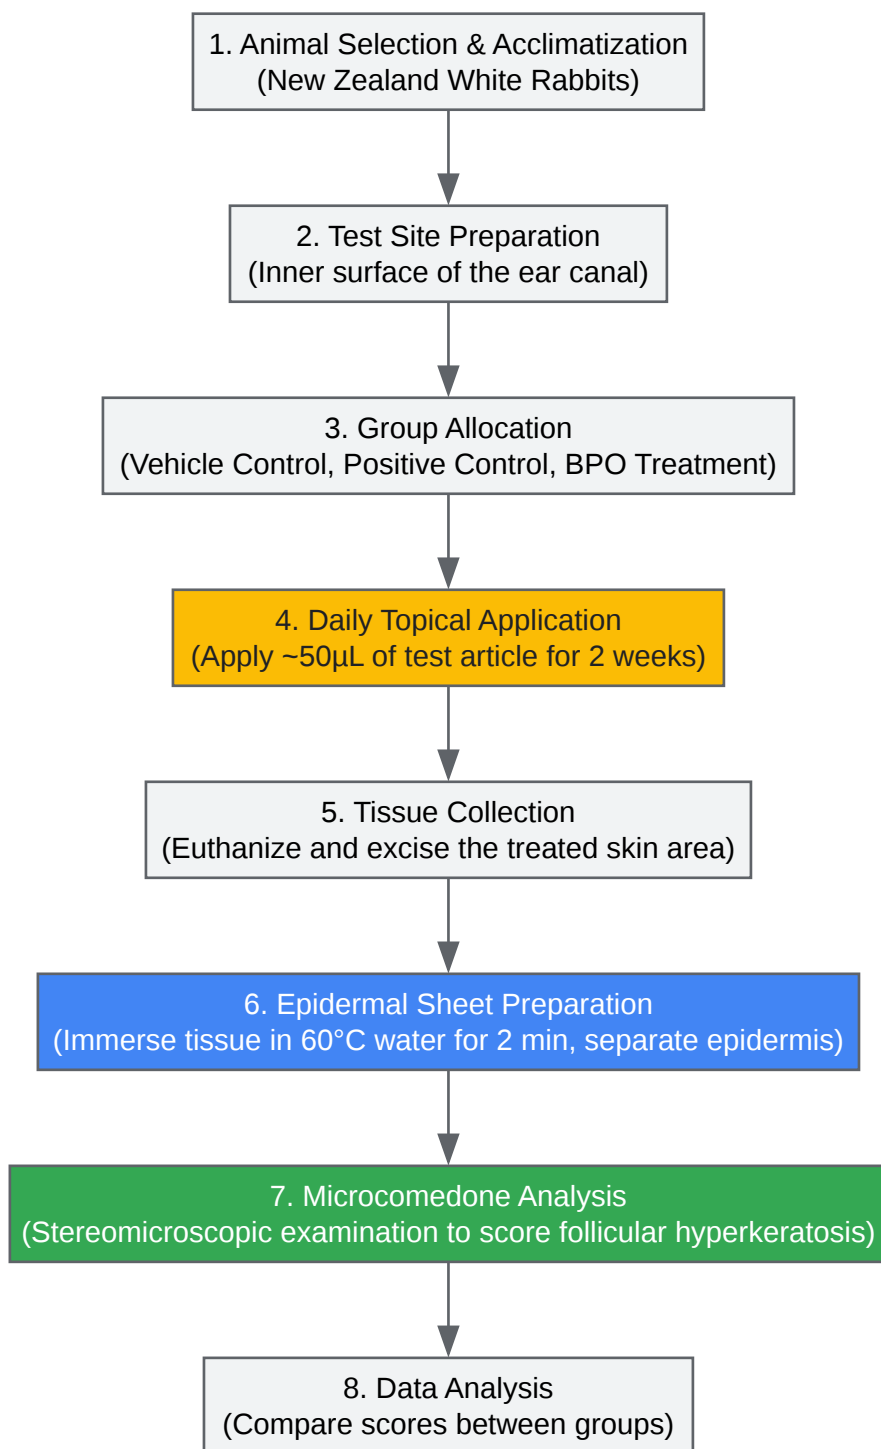 1. Animal Selection & Acclimatization
(New Zealand White Rabbits)
2. Test Site Preparation
(Inner surface of the ear canal)
3. Group Allocation
(Vehicle Control, Positive Control, BPO Treatment)
4. Daily Topical Application
(Apply ~50µL of test article for 2 weeks)
5. Tissue Collection
(Euthanize and excise the treated skin area)
6. Epidermal Sheet Preparation
(Immerse tissue in 60°C water for 2 min, separate epidermis)
7. Microcomedone Analysis
(Stereomicroscopic examination to score follicular hyperkeratosis)
8. Data Analysis
(Compare scores between groups)